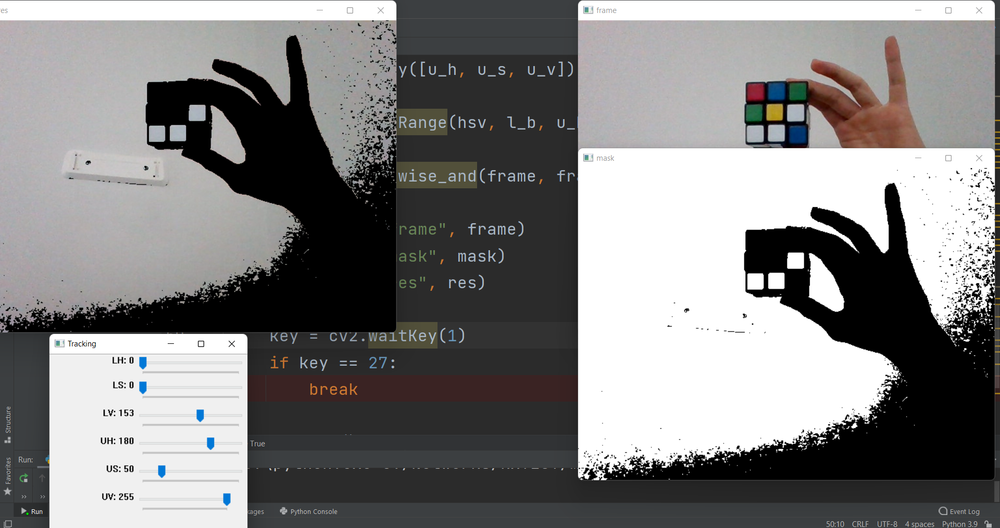 es
frame
y([u_h, u_s, u_v])
Range(hsv, l_b, u_
mask
wise_and(frame, fr
rame", frame)
ask", mask)
es", res)
key = cv2.waitKey(1)
if key == 27:
break
Tracking
LH: 0
LS: 0
LV: 153
UH: 180
US: 50
UV: 255
True
Structure
Favorites
Run:
Run
kages
Python Console
Event Log
50:10 CRLF UTF-8 4 spaces Python 3.9